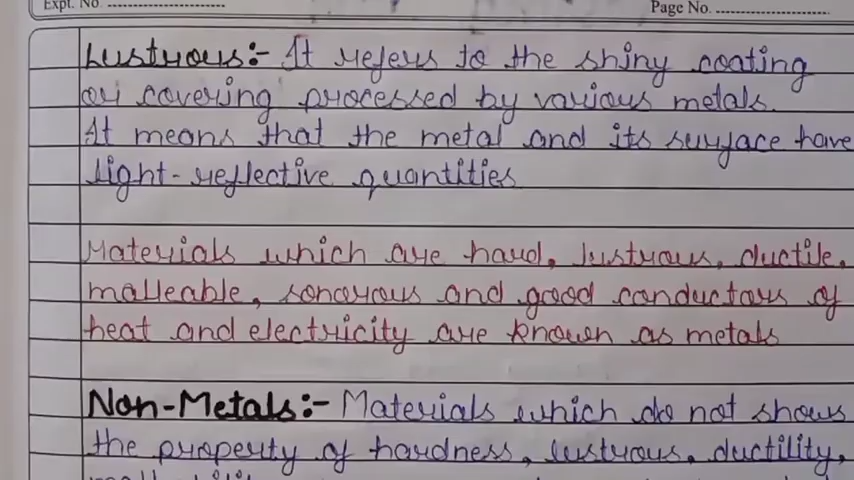 Expt. No.
Page No.
Lustrous:- It refers to the shiny coating
or covering processed by various metals.
It means that the metal and its surface have
light-reflective quantities
Materials which are hard, lustrous, ductile,
malleable, sonorous and good conductors of
heat and electricity are known as metals
Non-Metals:- Materials which do not shows
the property of hardness, lustrous, ductility,